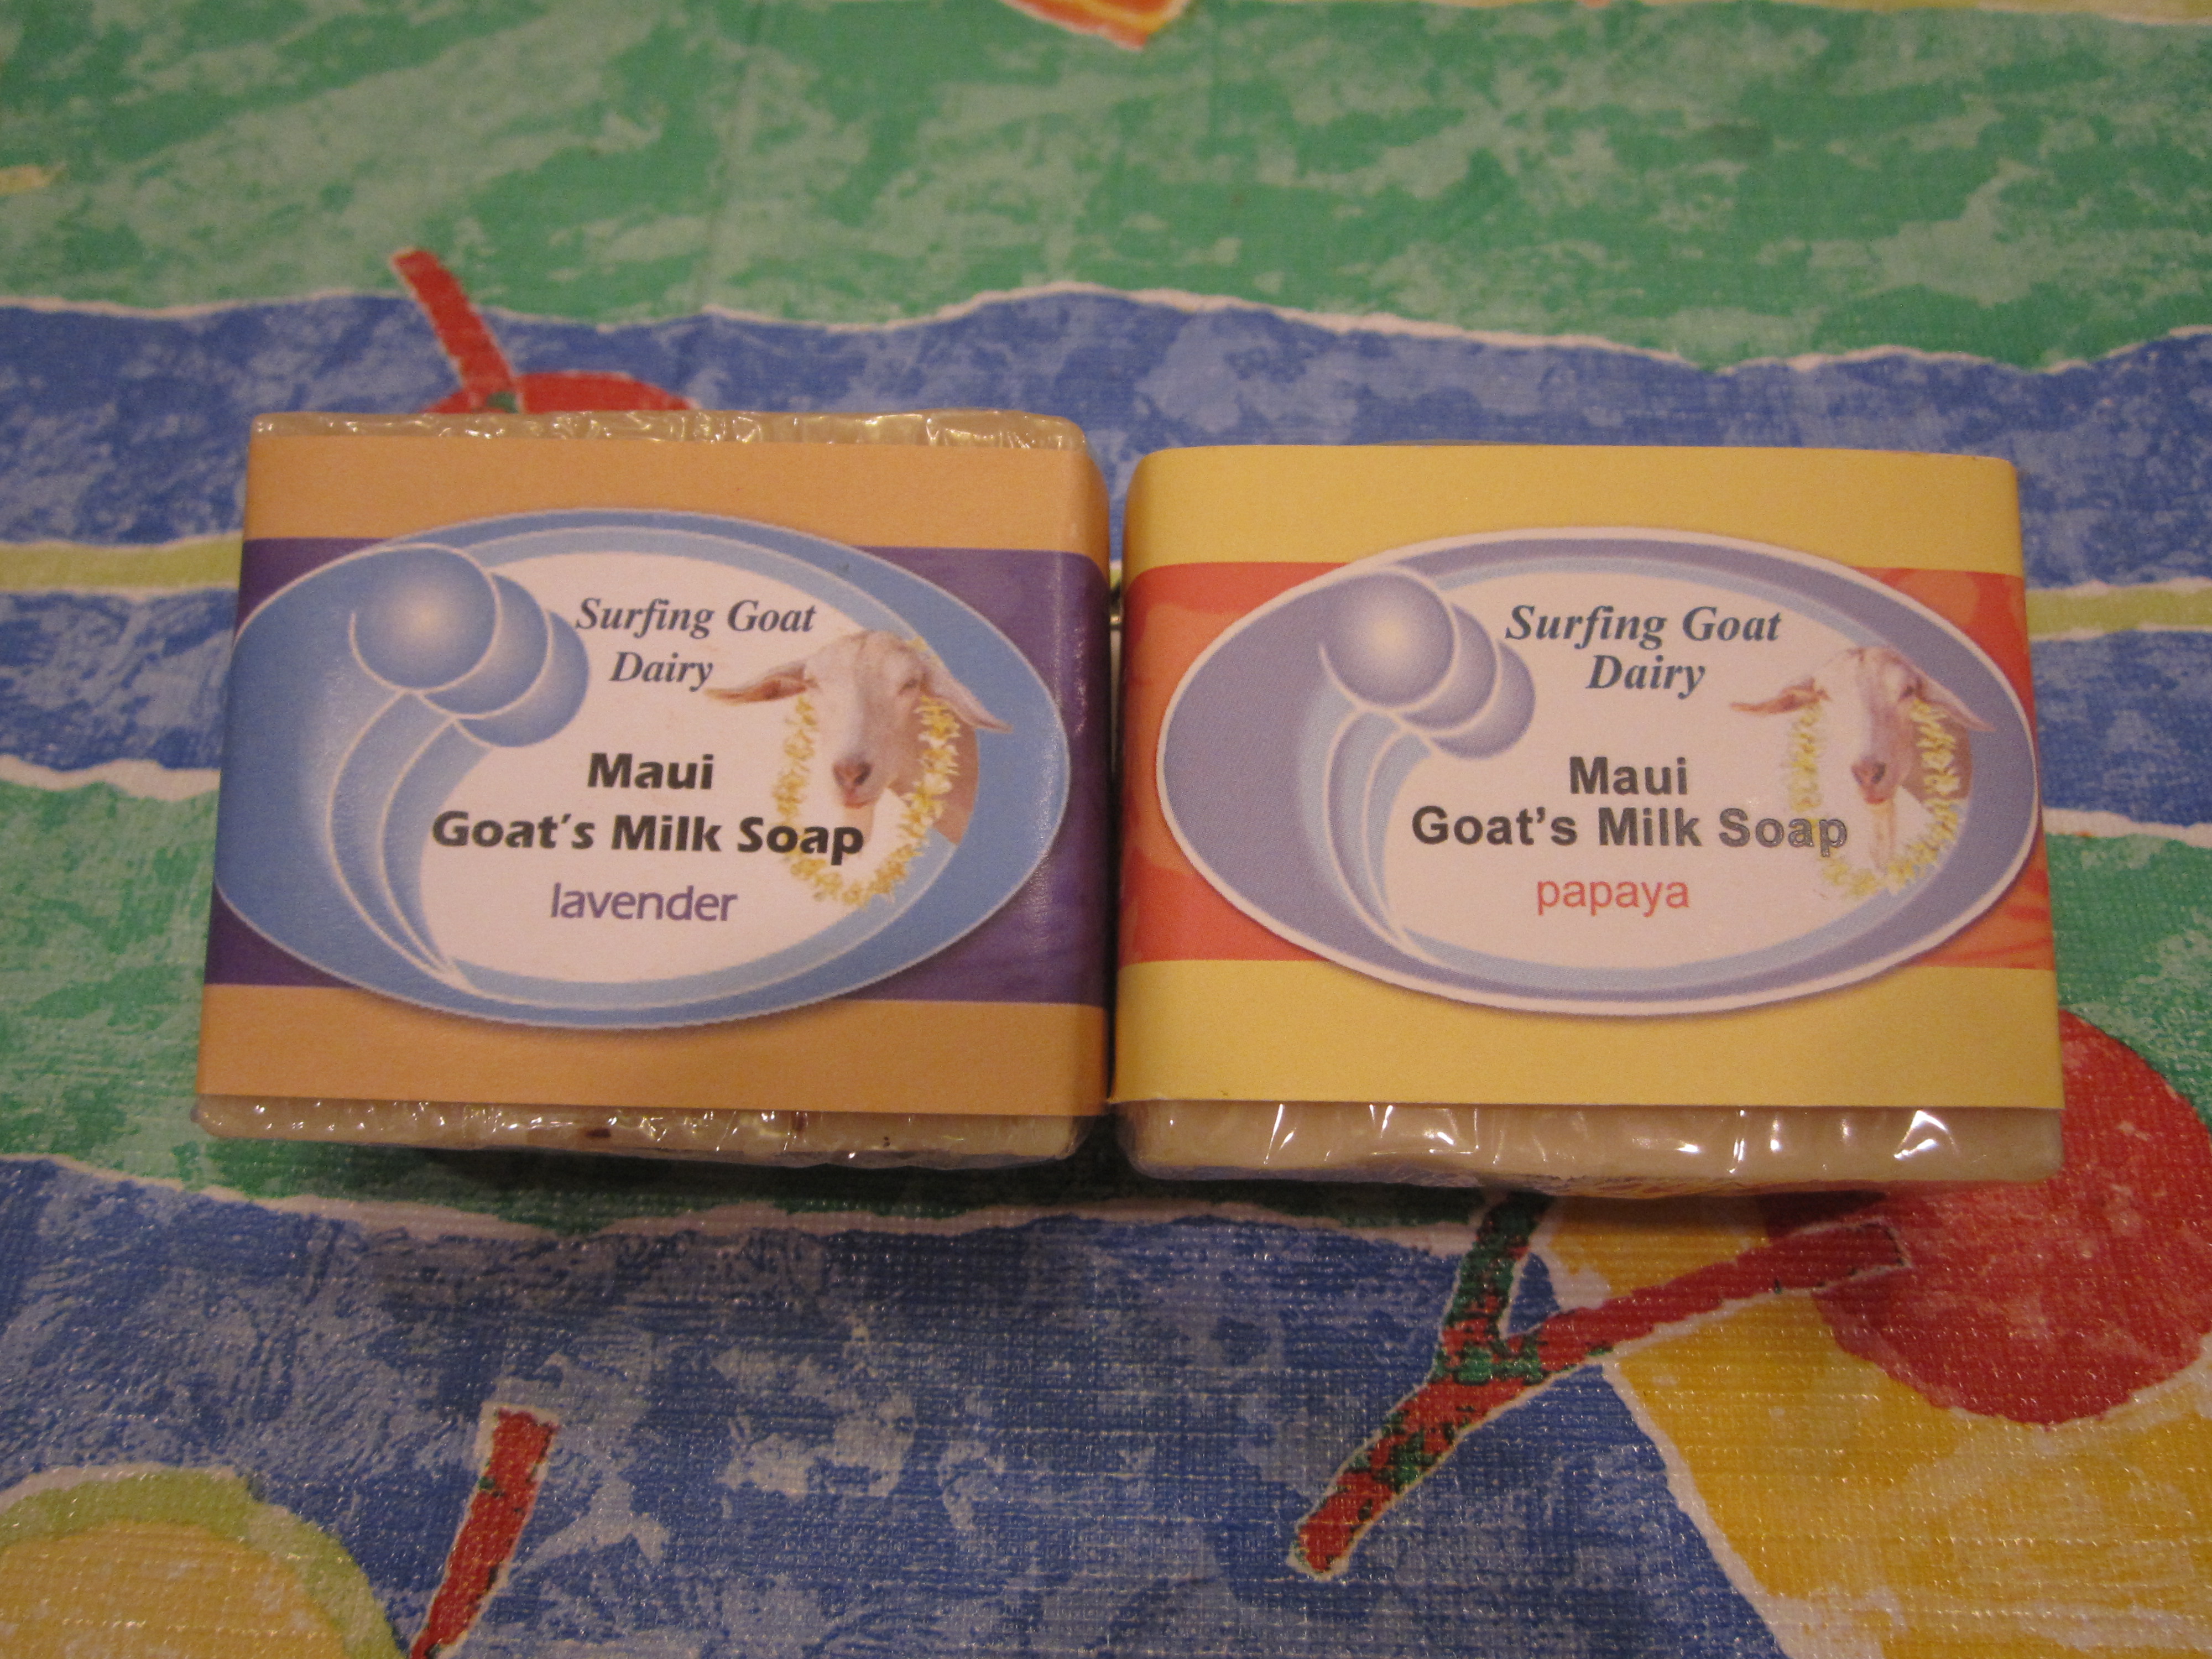 Surfing Goat
Dairy
Maui
Goat's Milk Soap
lavender
Surfing Goat
Dairy
Maui
Goat's Milk Soap
papaya